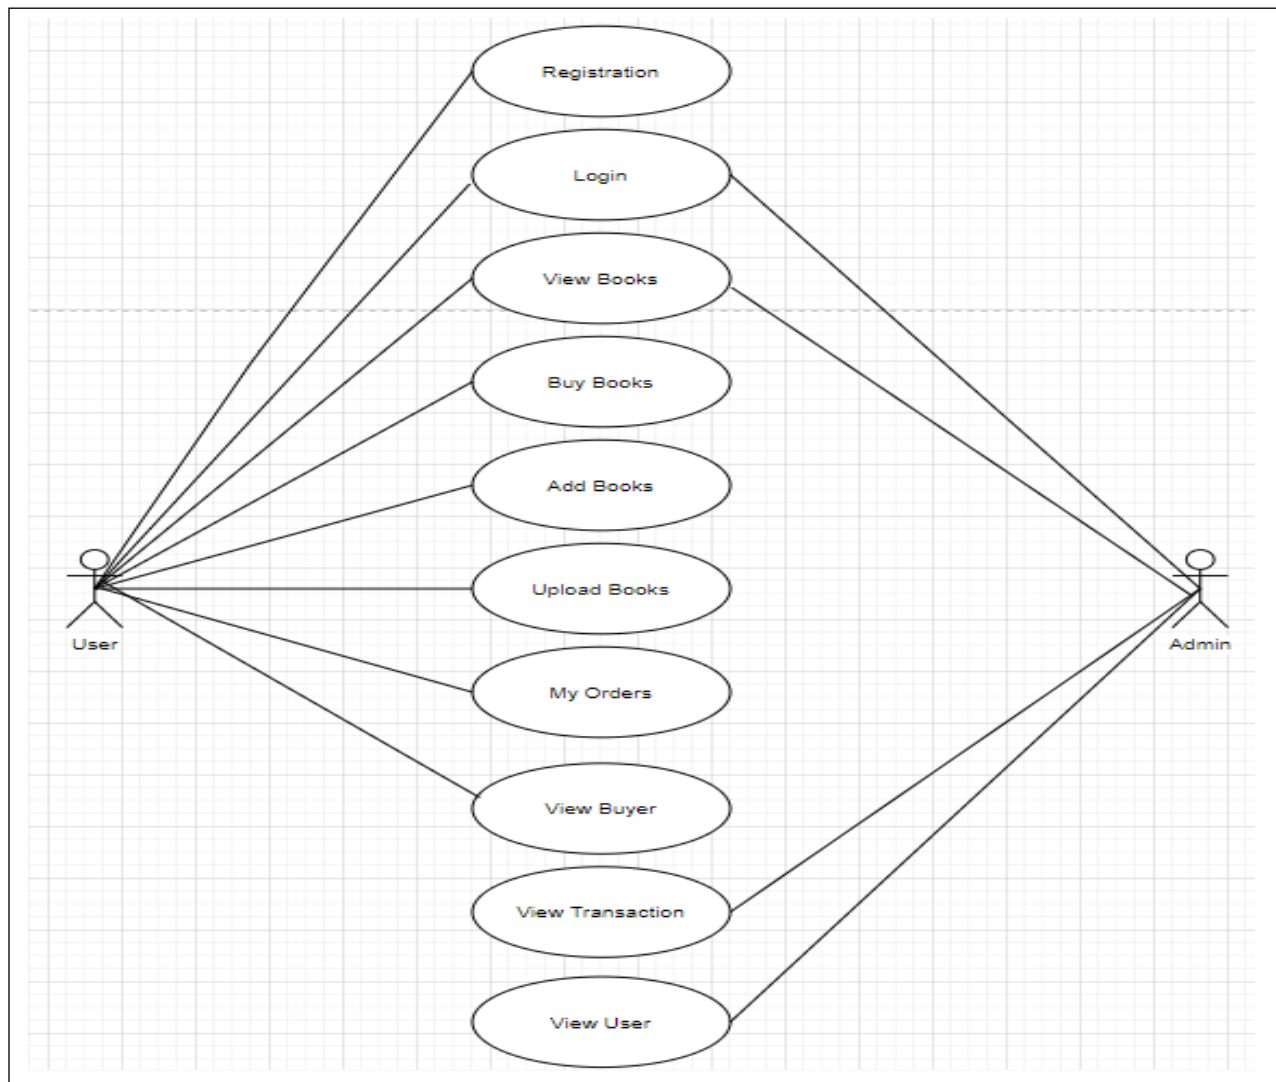 Registration
Login
View Books
Buy Books
Add Books
Upload Books
User
Admin
My Orders
View Buyer
View Transaction
View User